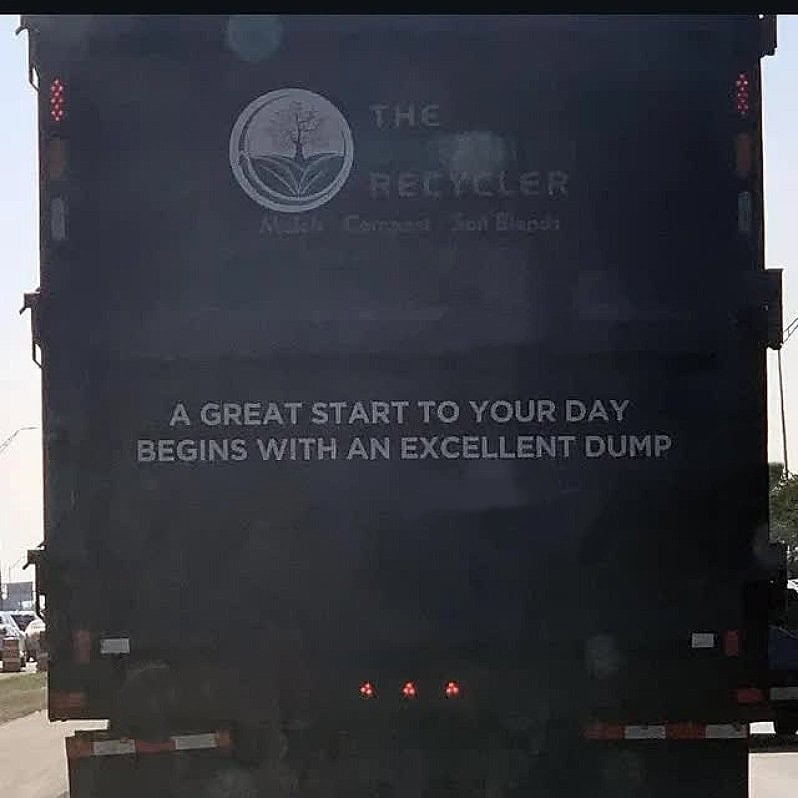 THE
RECYCLER
Mulch Compost Soil Blends
A GREAT START TO YOUR DAY
BEGINS WITH AN EXCELLENT DUMP